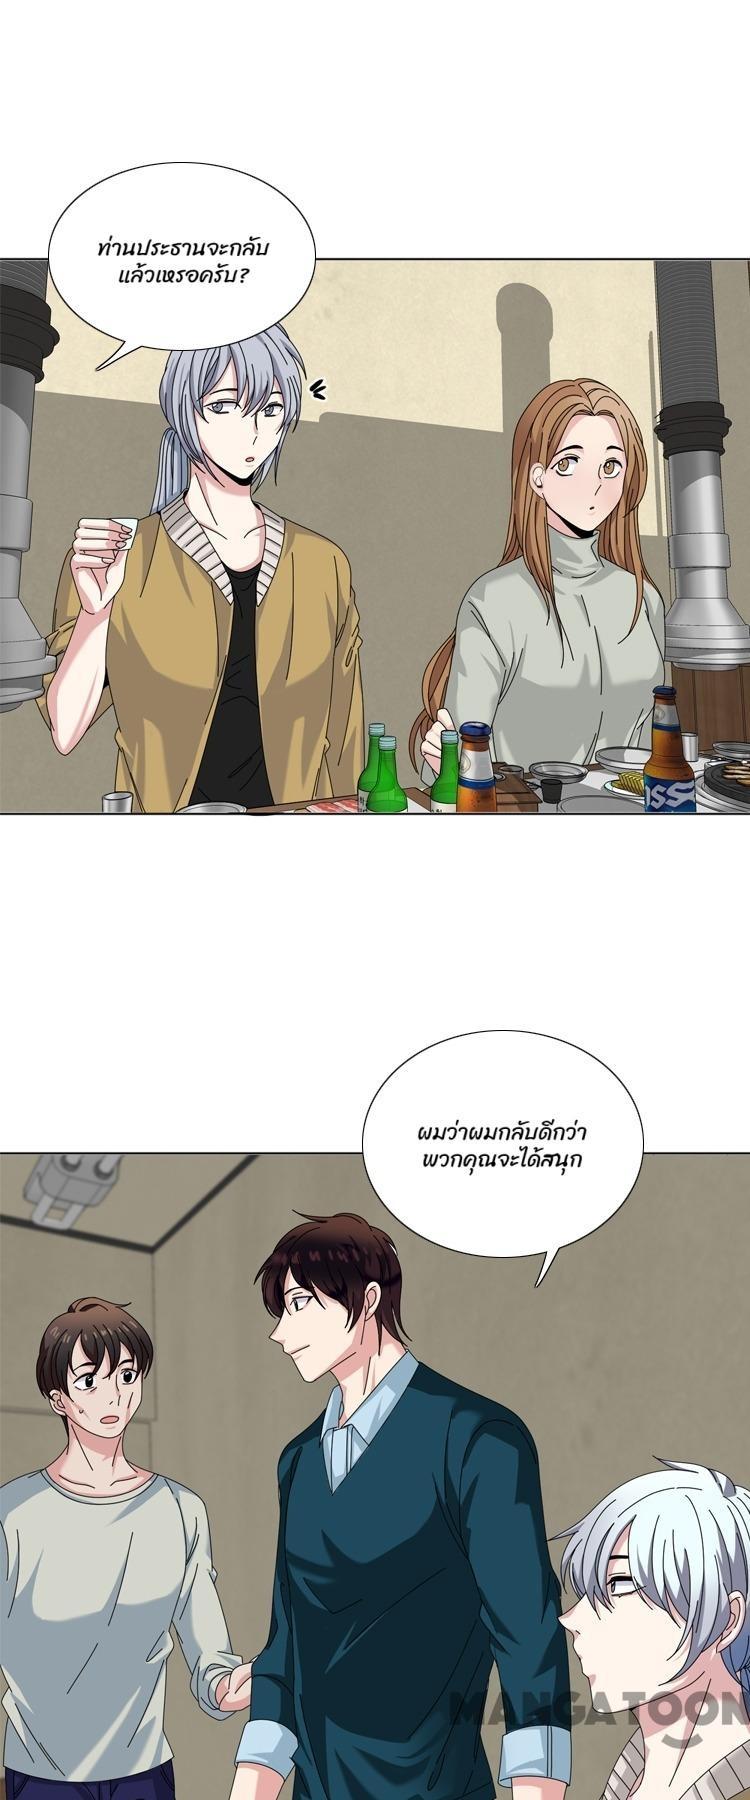 ท่านประธานจะกลับ
แล้วเหรอครับ?
ss
ผมว่าผมกลับดีกว่า
พวกคุณจะได้สนุก
MANGATOON